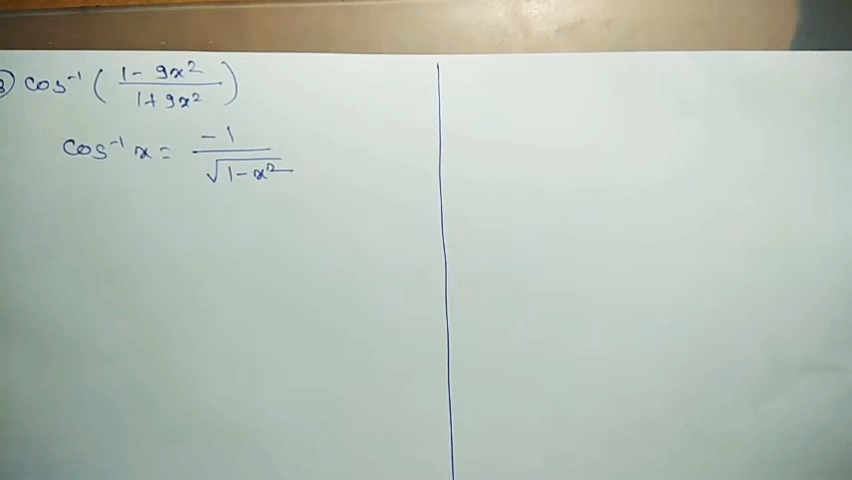 cos⁻¹ ( (1 - 9x²) / (1 + 9x²) )
cos⁻¹ x = -1 / √(1 - x²)